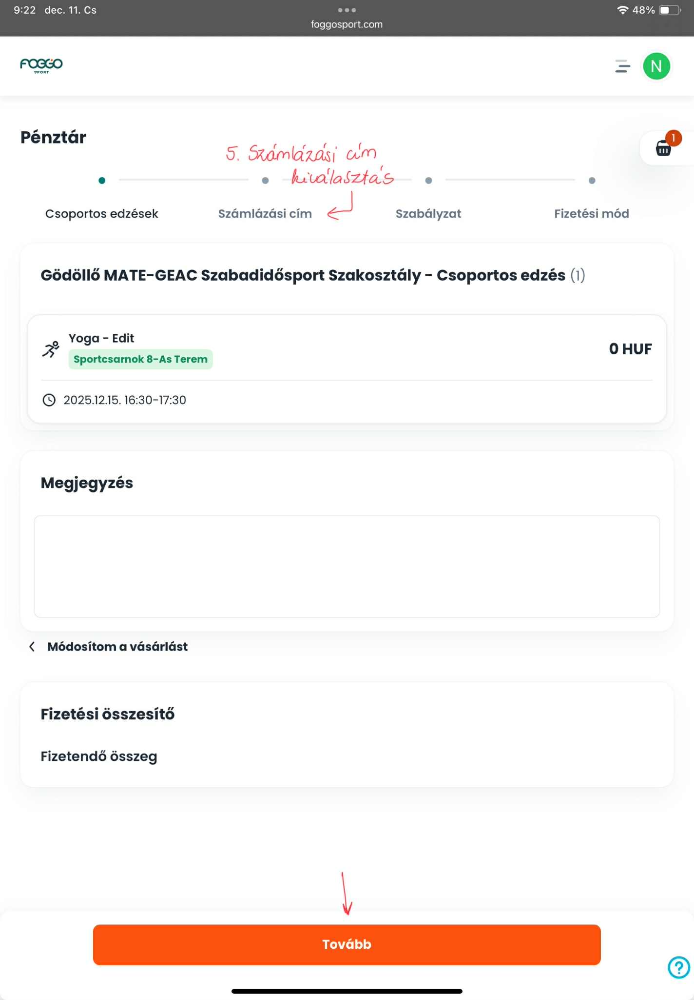 9:22 dec. 11. Cs
48%
foggosport.com
FOGGO
SPORT
N
Pénztár
1
5. Számlázási cím
kiválasztás
Csoportos edzések
Számlázási cím
Szabályzat
Fizetési mód
Gödöllő MATE-GEAC Szabadidősport Szakosztály - Csoportos edzés (1)
Yoga - Edit
Sportcsarnok 8-As Terem
0 HUF
2025.12.15. 16:30-17:30
Megjegyzés
Módosítom a vásárlást
Fizetési összesítő
Fizetendő összeg
Tovább
?